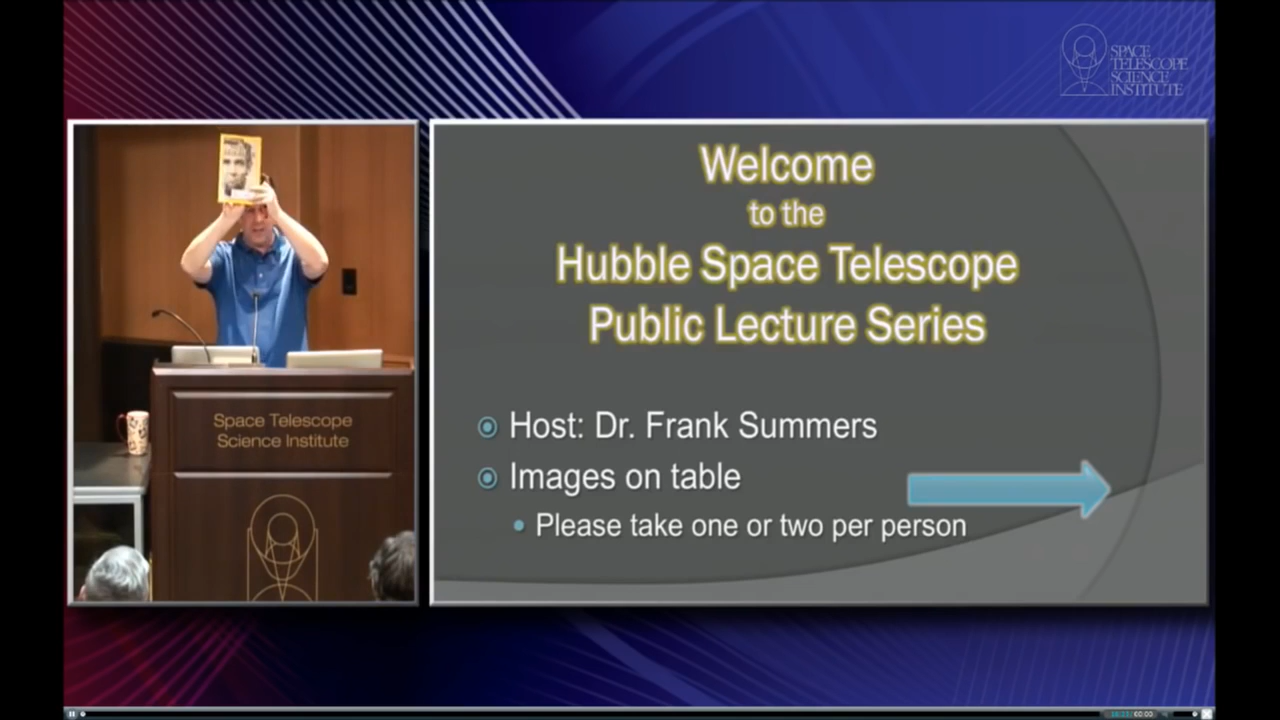 SPACE
TELESCOPE
SCIENCE
INSTITUTE
Welcome
to the
Hubble Space Telescope
Public Lecture Series
Host: Dr. Frank Summers
Images on table
Please take one or two per person
Space Telescope
Science Institute